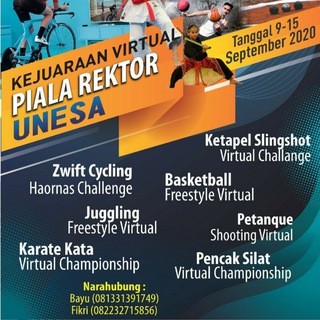 KEJUARAAN VIRTUAL
PIALA REKTOR
UNESA
Tanggal 9-15
September 2020
Ketapel Slingshot
Virtual Challange
Zwift Cycling
Haornas Challenge
Basketball
Freestyle Virtual
Juggling
Freestyle Virtual
Petanque
Shooting Virtual
Karate Kata
Virtual Championship
Pencak Silat
Virtual Championship
Narahubung :
Bayu (081331391749)
Fikri (082232715856)